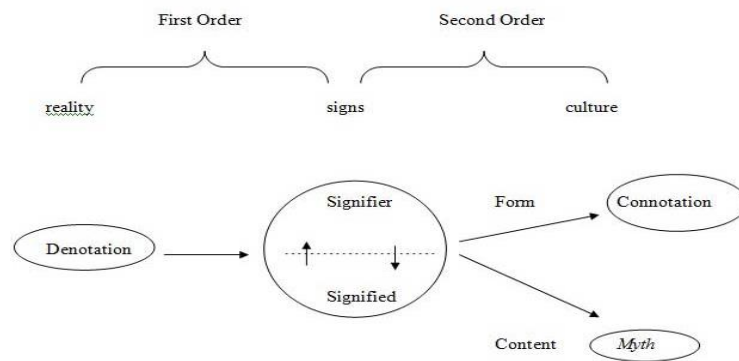 First Order Second Order
reality signs culture
Signifier Form Connotation
Denotation
Signified
Content Myth